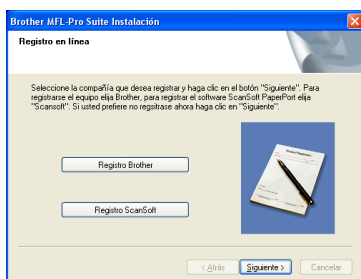 Brother MFL-Pro Suite Instalación
Registro en línea
Seleccione la compañía que desea registrar y haga clic en el botón "Siguiente". Para
registrarse el equipo elija Brother, para registrar el software ScanSoft PaperPort elija
"Scansoft". Si usted prefiere no regsitrase ahora haga clic en "Siguiente".
Registro Brother
Registro ScanSoft
< Atrás
Siguiente >
Cancelar